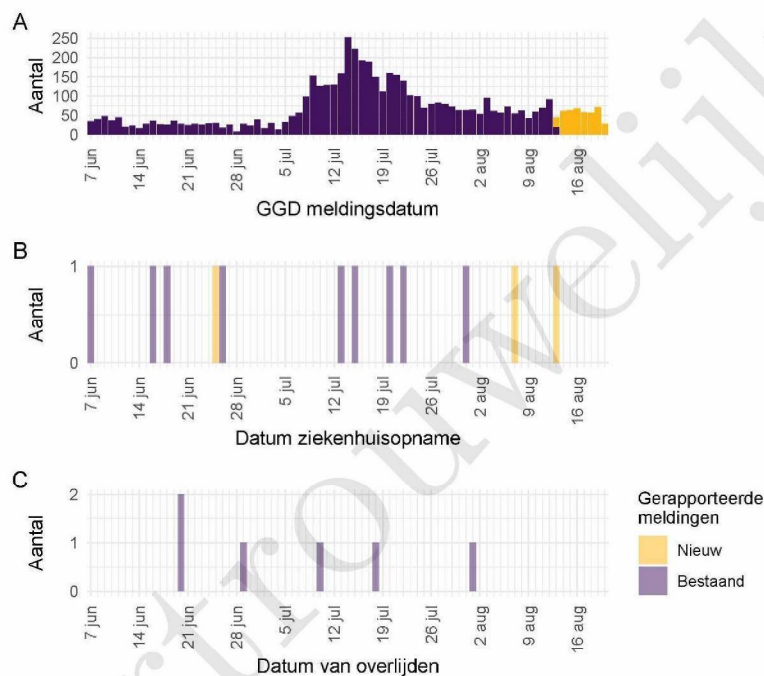 A
Aantal
250
200
150
100
50
0
7 jun
14 jun
21 jun
28 jun
5 jul
12 jul
19 jul
26 jul
2 aug
9 aug
16 aug
GGD meldingsdatum
B
Aantal
1
0
7 jun
14 jun
21 jun
28 jun
5 jul
12 jul
19 jul
26 jul
2 aug
9 aug
16 aug
Datum ziekenhuisopname
C
Aantal
2
1
0
7 jun
14 jun
21 jun
28 jun
5 jul
12 jul
19 jul
26 jul
2 aug
9 aug
16 aug
Datum van overlijden
Gerapporteerde
meldingen
Nieuw
Bestaand
rtrouwelijk